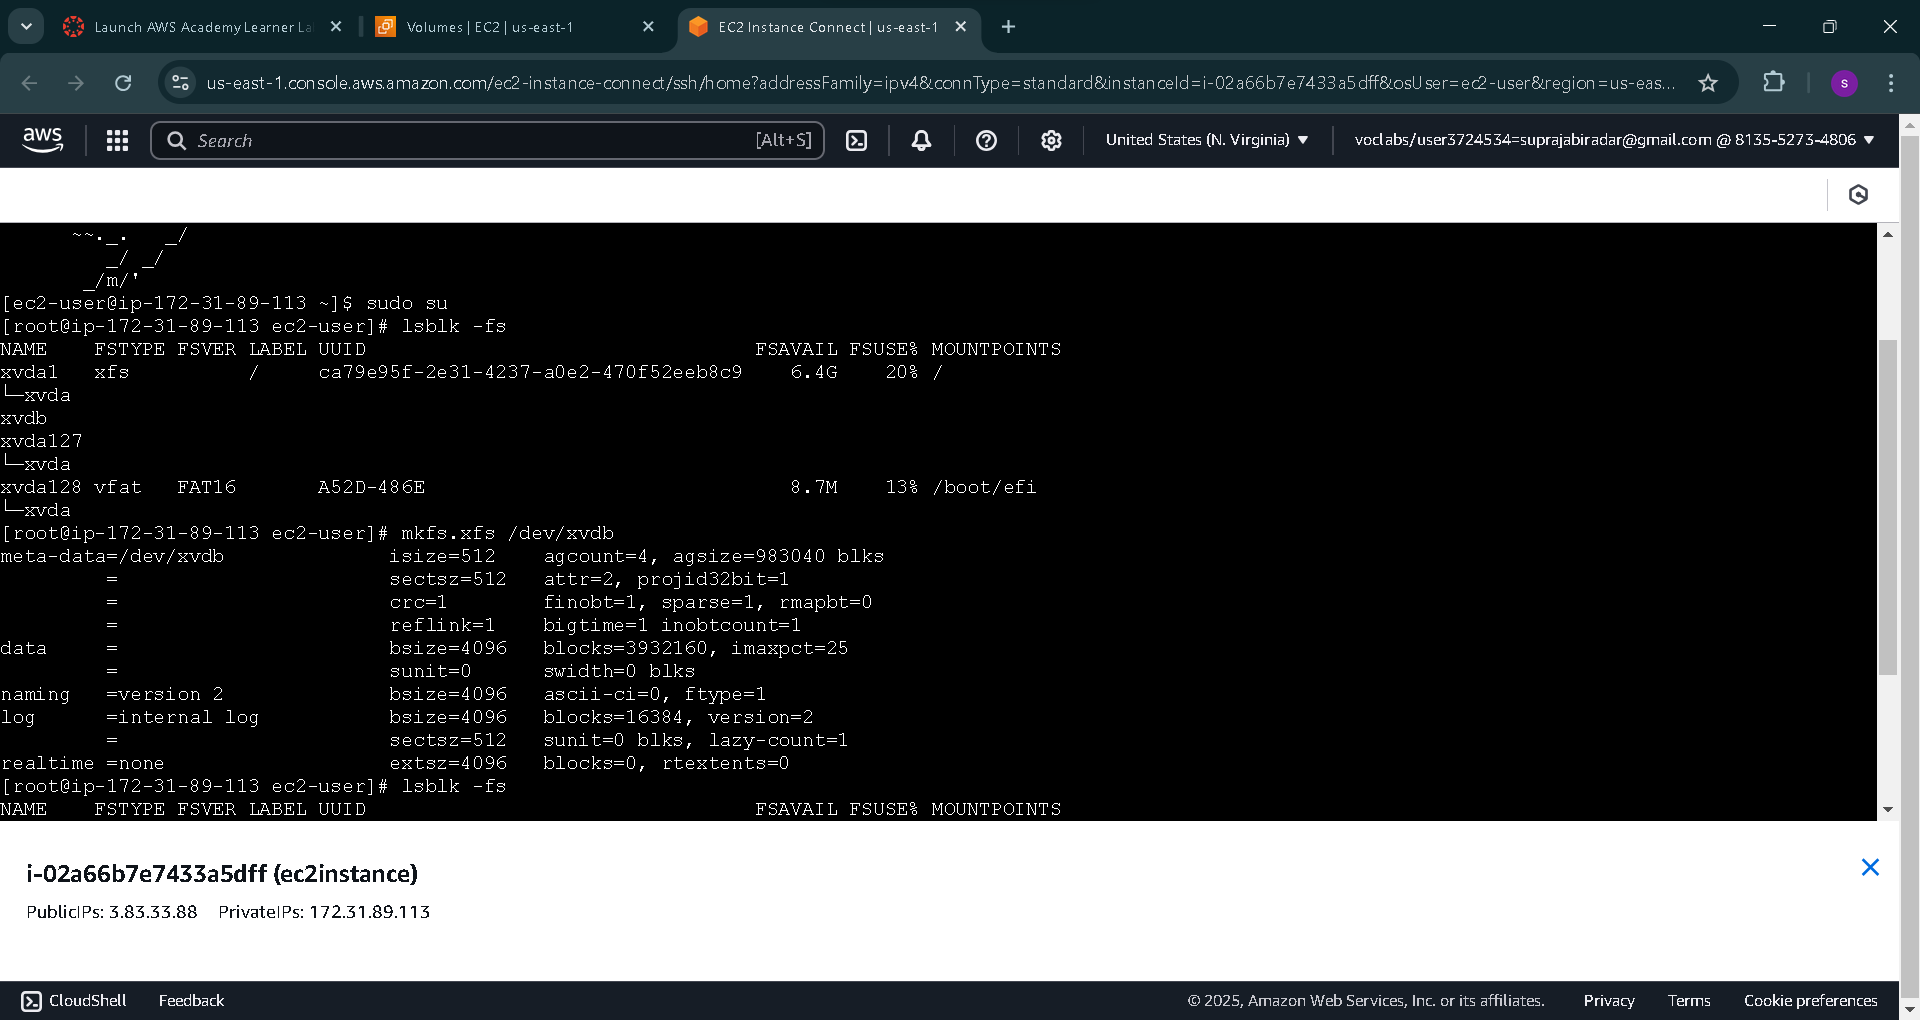 Launch AWS Academy Learner La
Volumes | EC2 | us-east-1
EC2 Instance Connect | us-east-1
us-east-1.console.aws.amazon.com/ec2-instance-connect/ssh/home?addressFamily=ipv4&connType=standard&instanceId=i-02a66b7e7433a5dff&osUser=ec2-user&region=us-eas...
s
aws
Search
[Alt+S]
United States (N. Virginia)
voclabs/user3724534=suprajabiradar@gmail.com @ 8135-5273-4806
~~._.   _/
_/ _/
_/m/'
[ec2-user@ip-172-31-89-113 ~]$ sudo su
[root@ip-172-31-89-113 ec2-user]# lsblk -fs
NAME    FSTYPE FSVER LABEL UUID                                 FSAVAIL FSUSE% MOUNTPOINTS
xvda1   xfs          /     ca79e95f-2e31-4237-a0e2-470f52eeb8c9    6.4G    20% /
└─xvda
xvdb
xvda127
└─xvda
xvda128 vfat   FAT16       A52D-486E                               8.7M    13% /boot/efi
└─xvda
[root@ip-172-31-89-113 ec2-user]# mkfs.xfs /dev/xvdb
meta-data=/dev/xvdb              isize=512    agcount=4, agsize=983040 blks
         =                       sectsz=512   attr=2, projid32bit=1
         =                       crc=1        finobt=1, sparse=1, rmapbt=0
         =                       reflink=1    bigtime=1 inobtcount=1
data     =                       bsize=4096   blocks=3932160, imaxpct=25
         =                       sunit=0      swidth=0 blks
naming   =version 2              bsize=4096   ascii-ci=0, ftype=1
log      =internal log           bsize=4096   blocks=16384, version=2
         =                       sectsz=512   sunit=0 blks, lazy-count=1
realtime =none                   extsz=4096   blocks=0, rtextents=0
[root@ip-172-31-89-113 ec2-user]# lsblk -fs
NAME    FSTYPE FSVER LABEL UUID                                 FSAVAIL FSUSE% MOUNTPOINTS
i-02a66b7e7433a5dff (ec2instance)
PublicIPs: 3.83.33.88    PrivateIPs: 172.31.89.113
CloudShell
Feedback
© 2025, Amazon Web Services, Inc. or its affiliates.
Privacy
Terms
Cookie preferences